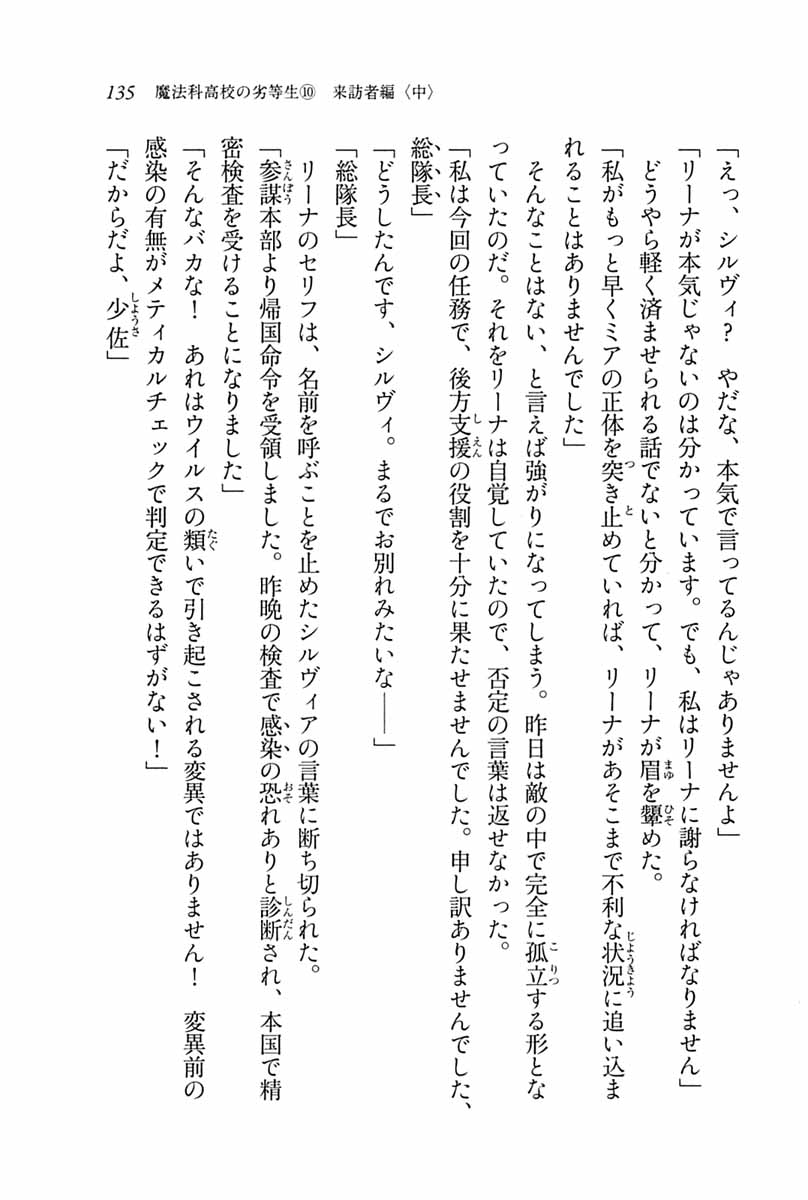 135　魔法科高校の劣等生⑩　来訪者編〈中〉
「えっ、シルヴィ？　やだな、本気で言ってるんじゃありませんよ」
「リーナが本気じゃないのは分かっています。でも、私はリーナに謝らなければなりません」
どうやら軽く済ませられる話でないと分かって、リーナが眉を顰めた。
「私がもっと早くミアの正体を突き止めていれば、リーナがあそこまで不利な状況に追い込ま
れることはありませんでした」
そんなことはない、と言えば強がりになってしまう。昨日は敵の中で完全に孤立する形とな
っていたのだ。それをリーナは自覚していたので、否定の言葉は返せなかった。
「私は今回の任務で、後方支援の役割を十分に果たせませんでした。申し訳ありませんでした、
総隊長」
「どうしたんです、シルヴィ。まるでお別れみたいな――」
「総隊長」
リーナのセリフは、名前を呼ぶことを止めたシルヴィアの言葉に断ち切られた。
「参謀本部より帰国命令を受領しました。昨晩の検査で感染の恐れありと診断され、本国で精
密検査を受けることになりました」
「そんなバカな！　あれはウイルスの類いで引き起こされる変異ではありません！　変異前の
感染の有無がメティカルチェックで判定できるはずがない！」
「だからだよ、少佐」